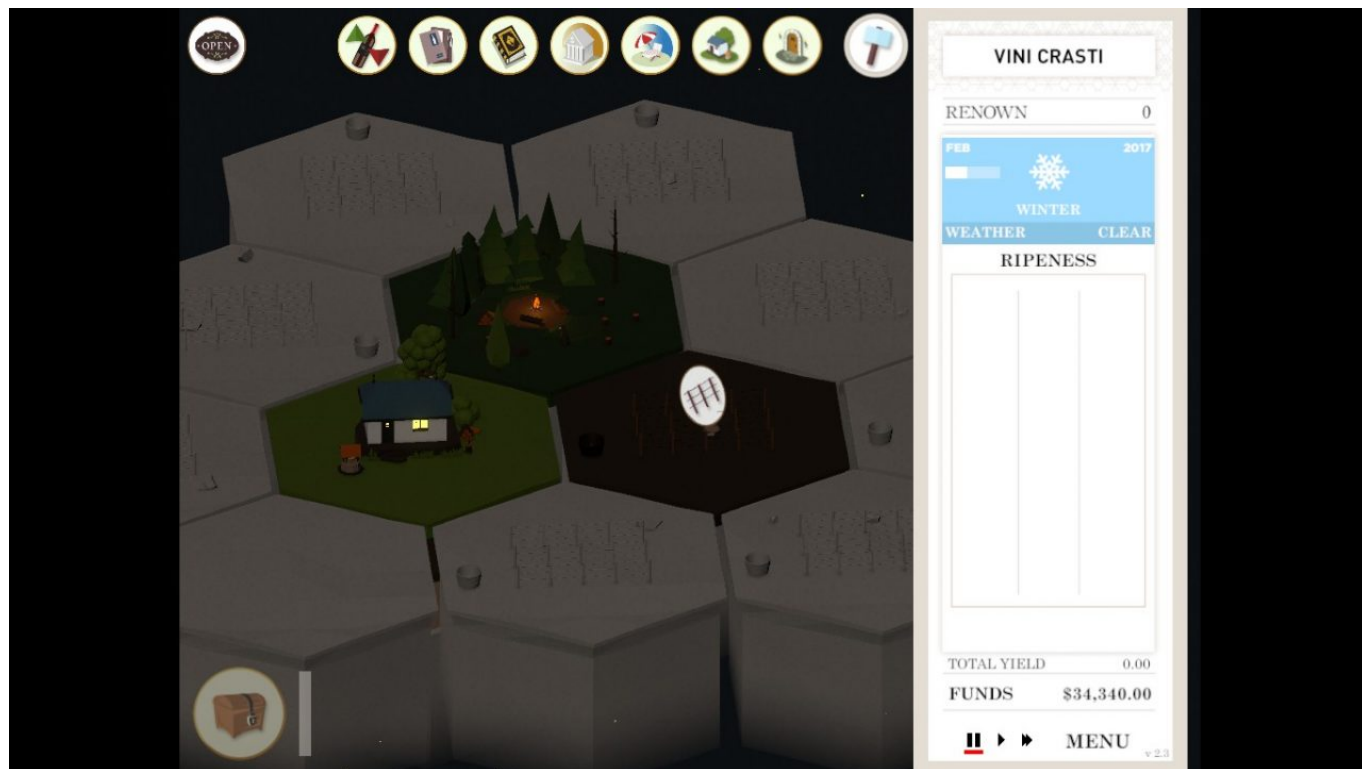 OPEN
VINI CRASTI
RENOWN 0
FEB 2017
WINTER
WEATHER CLEAR
RIPENESS
TOTAL YIELD 0.00
FUNDS $34,340.00
MENU
v 2.3